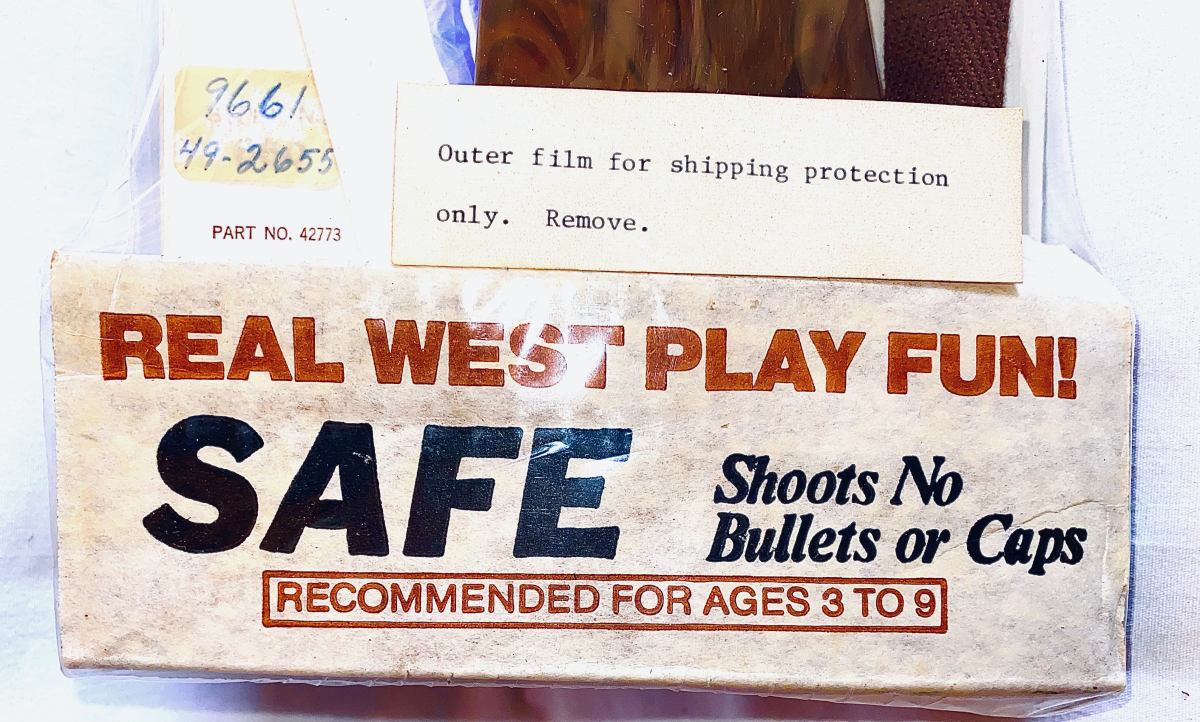 9661
49-2655
PART NO. 42773
Outer film for shipping protection
only. Remove.
REAL WEST PLAY FUN!
SAFE
Shoots No
Bullets or Caps
RECOMMENDED FOR AGES 3 TO 9